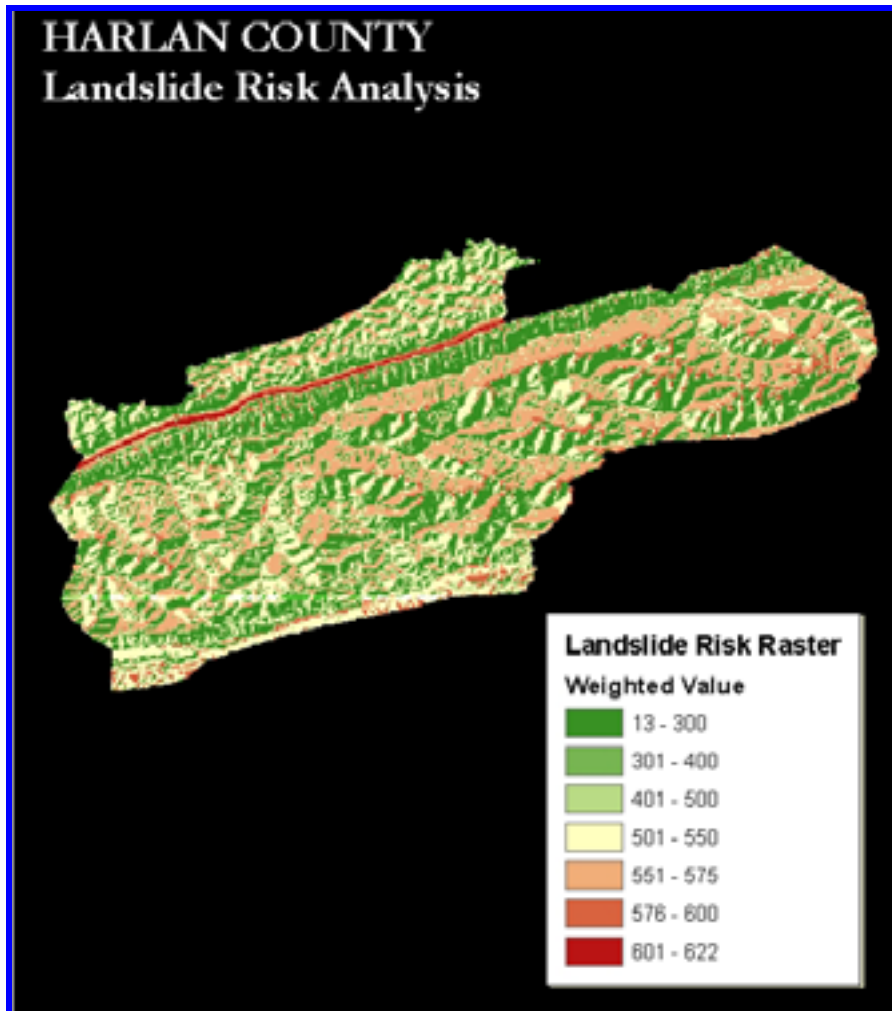 HARLAN COUNTY
Landslide Risk Analysis
Landslide Risk Raster
Weighted Value
13 - 300
301 - 400
401 - 500
501 - 550
551 - 575
576 - 600
601 - 622